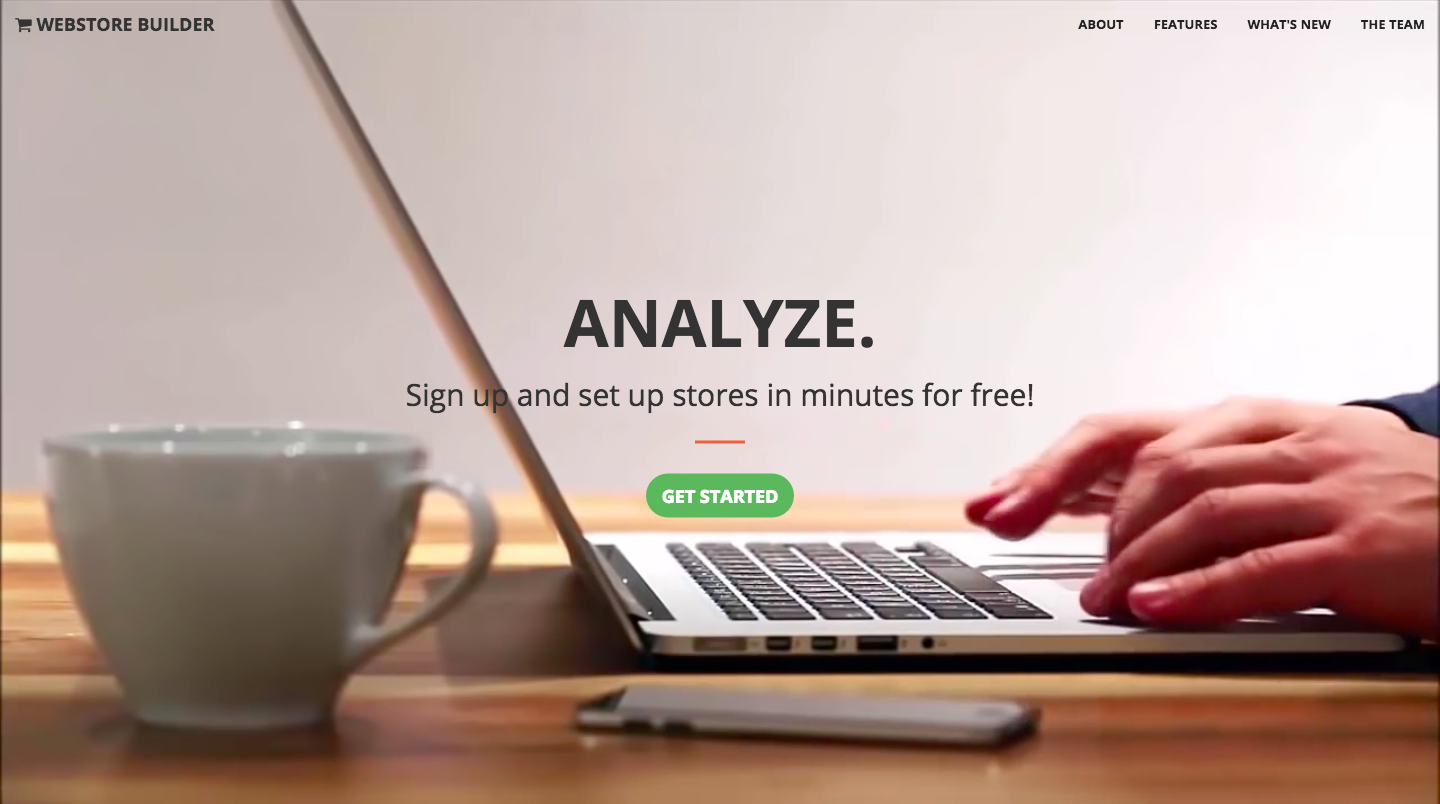 WEBSTORE BUILDER
ABOUT FEATURES WHAT'S NEW THE TEAM
ANALYZE.
Sign up and set up stores in minutes for free!
GET STARTED